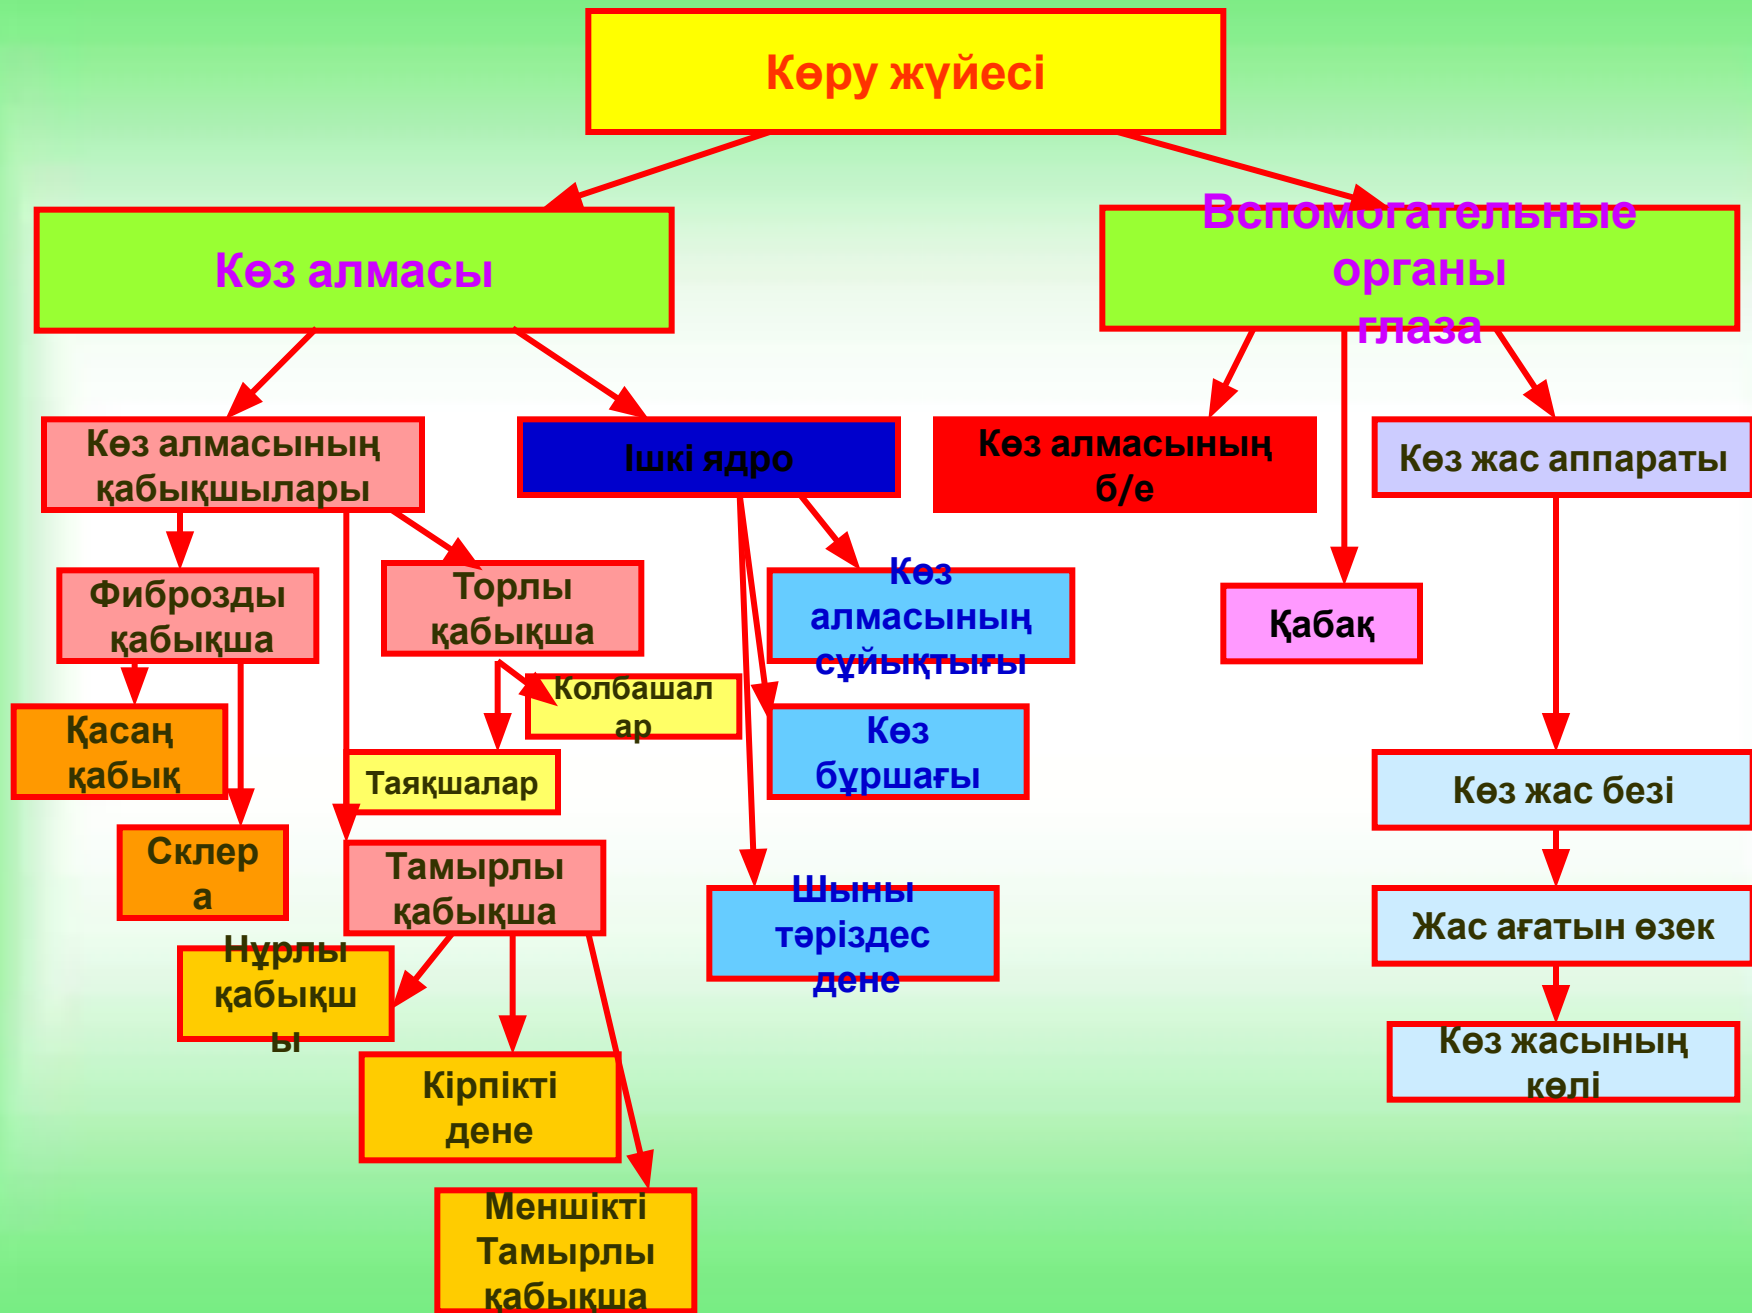 Көру жүйесі
Көз алмасы
Вспомогательные
органы
глаза
Көз алмасының
қабықшылары
Ішкі ядро
Көз алмасының
б/е
Көз жас аппараты
Фиброзды
қабықша
Торлы
қабықша
Көз
алмасының
сұйықтығы
Қабақ
Колбашал
ар
Қасаң
қабық
Таяқшалар
Көз
бұршағы
Көз жас безі
Склер
а
Тамырлы
қабықша
Шыны
тәріздес
дене
Жас ағатын өзек
Нұрлы
қабықш
ы
Кірпікті
дене
Көз жасының
көлі
Меншікті
Тамырлы
қабықша